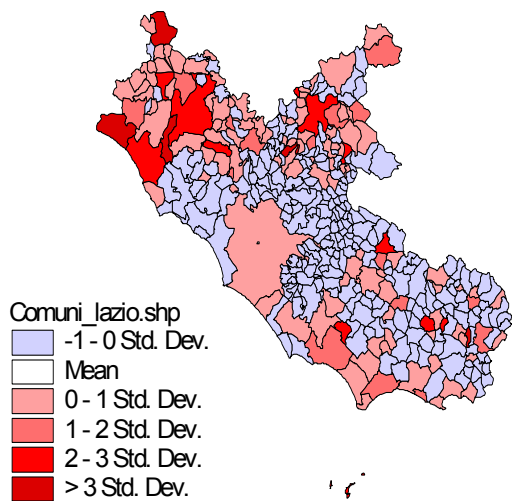 Comuni_lazio.shp
-1 - 0 Std. Dev.
Mean
0 - 1 Std. Dev.
1 - 2 Std. Dev.
2 - 3 Std. Dev.
> 3 Std. Dev.